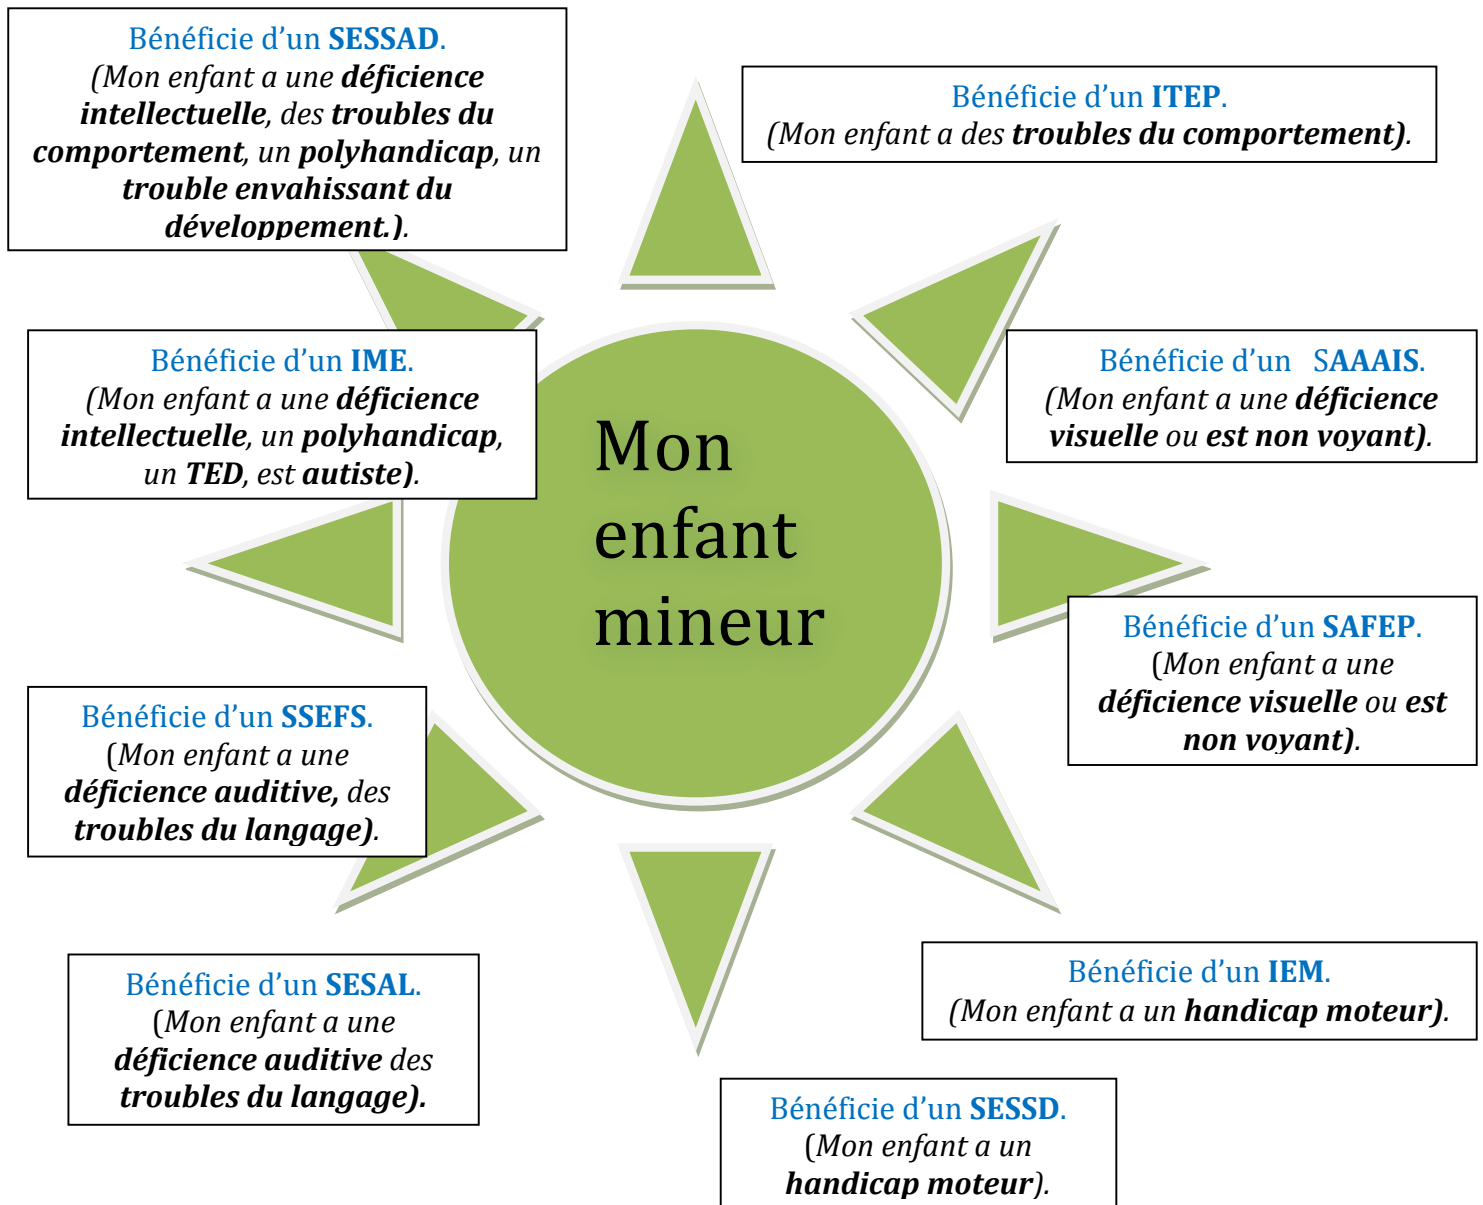 Bénéficie d'un SESSAD.
(Mon enfant a une déficience
intellectuelle, des troubles du
comportement, un polyhandicap, un
trouble envahissant du
développement.).
Bénéficie d'un ITEP.
(Mon enfant a des troubles du comportement).
Bénéficie d'un IME.
(Mon enfant a une déficience
intellectuelle, un polyhandicap,
un TED, est autiste).
Bénéficie d'un SAAAIS.
(Mon enfant a une déficience
visuelle ou est non voyant).
Mon
enfant
mineur
Bénéficie d'un SAFEP.
(Mon enfant a une
déficience visuelle ou est
non voyant).
Bénéficie d'un SSEFS.
(Mon enfant a une
déficience auditive, des
troubles du langage).
Bénéficie d'un SESAL.
(Mon enfant a une
déficience auditive des
troubles du langage).
Bénéficie d'un IEM.
(Mon enfant a un handicap moteur).
Bénéficie d'un SESSD.
(Mon enfant a un
handicap moteur).